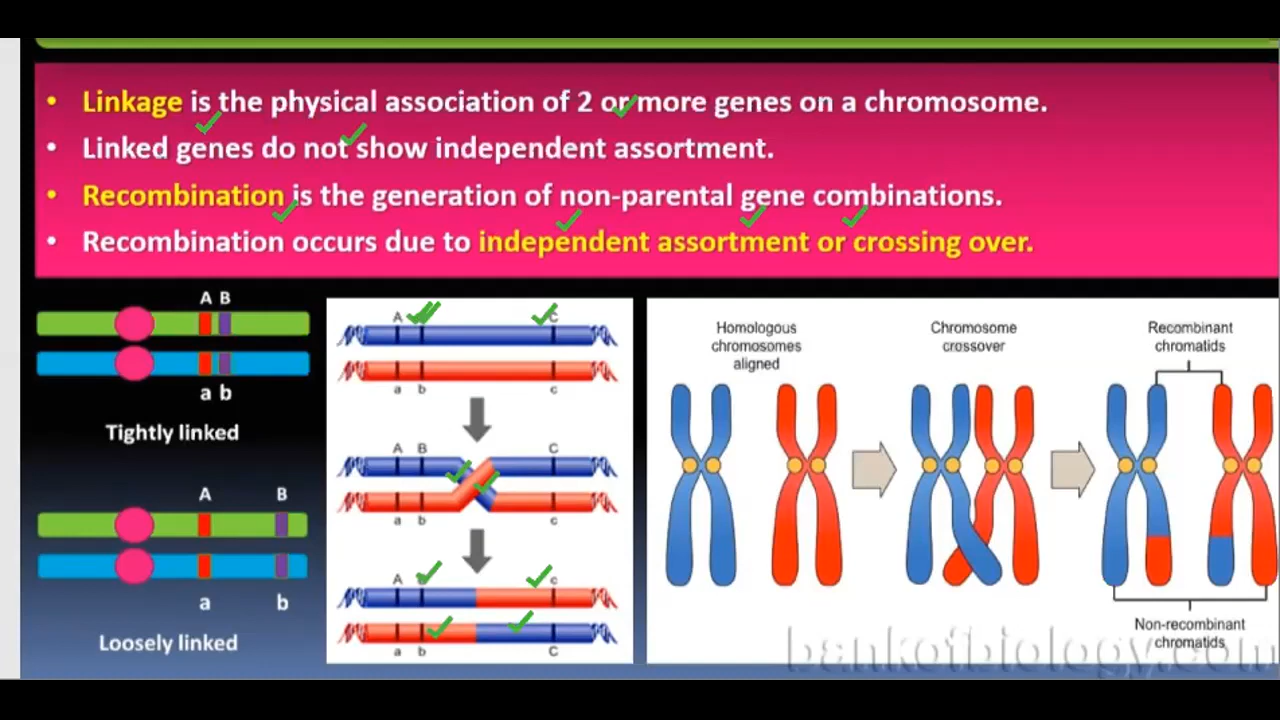 • Linkage is the physical association of 2 or more genes on a chromosome.
• Linked genes do not show independent assortment.
• Recombination is the generation of non-parental gene combinations.
• Recombination occurs due to independent assortment or crossing over.
A B
a b
Tightly linked
A B
a b
Loosely linked
A C
a b c
A B C
a b c
A c
a b C
Homologous
chromosomes
aligned
Chromosome
crossover
Recombinant
chromatids
Non-recombinant
chromatids
bankofbiology.com